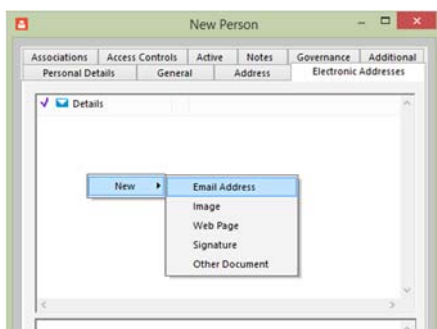 New Person
Associations Access Controls Active Notes Governance Additional
Personal Details General Address Electronic Addresses
Details
New Email Address
Image
Web Page
Signature
Other Document